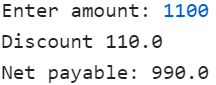 Enter amount: 1100
Discount 110.0
Net payable: 990.0